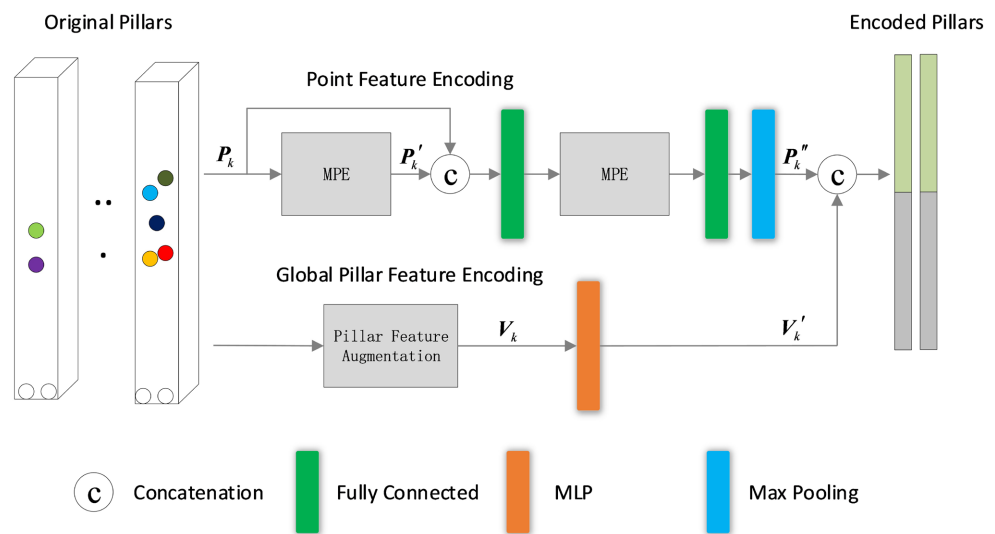 Original Pillars
Encoded Pillars
Point Feature Encoding
P_k
MPE
P_k'
C
MPE
P_k''
C
Global Pillar Feature Encoding
Pillar Feature
Augmentation
V_k
V_k'
C Concatenation
Fully Connected
MLP
Max Pooling